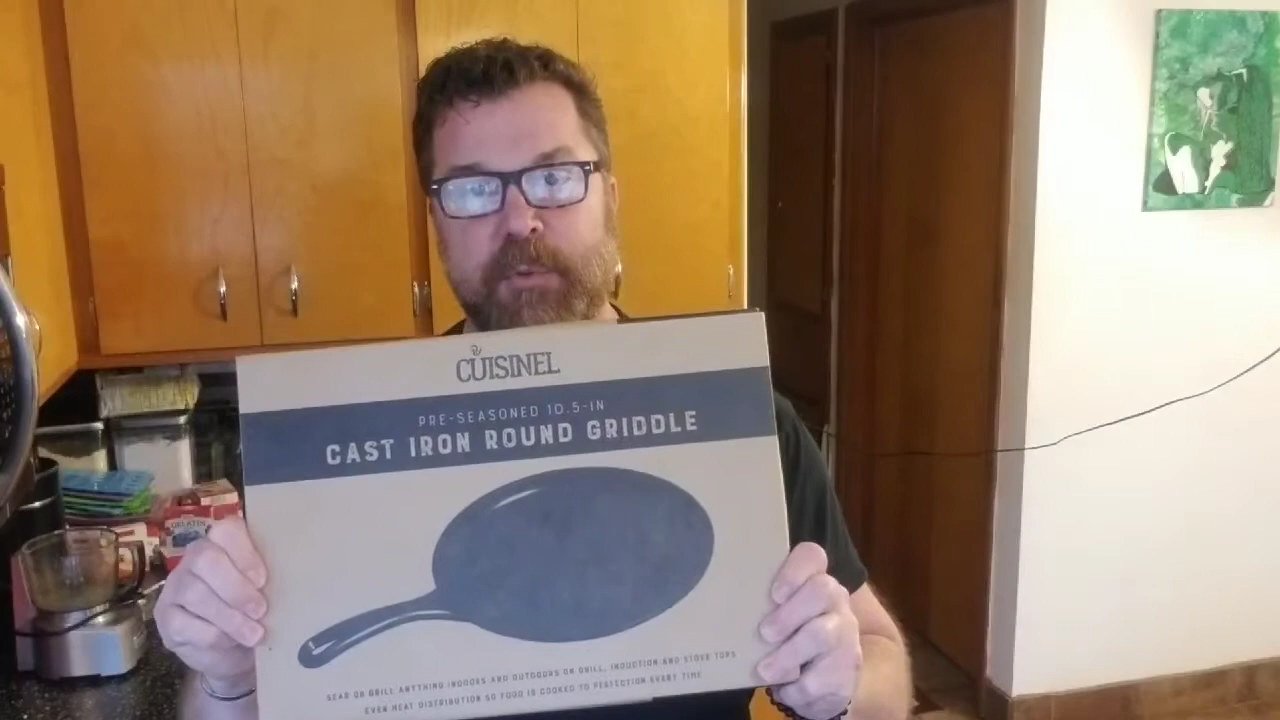 CUISINEL
PRE-SEASONED 10.5-IN
CAST IRON ROUND GRIDDLE
SEAR OR GRILL ANYTHING INDOORS AND OUTDOORS ON GRILL, INDUCTION AND STOVE TOPS
EVEN HEAT DISTRIBUTION SO FOOD IS COOKED TO PERFECTION EVERY TIME
GELATIN